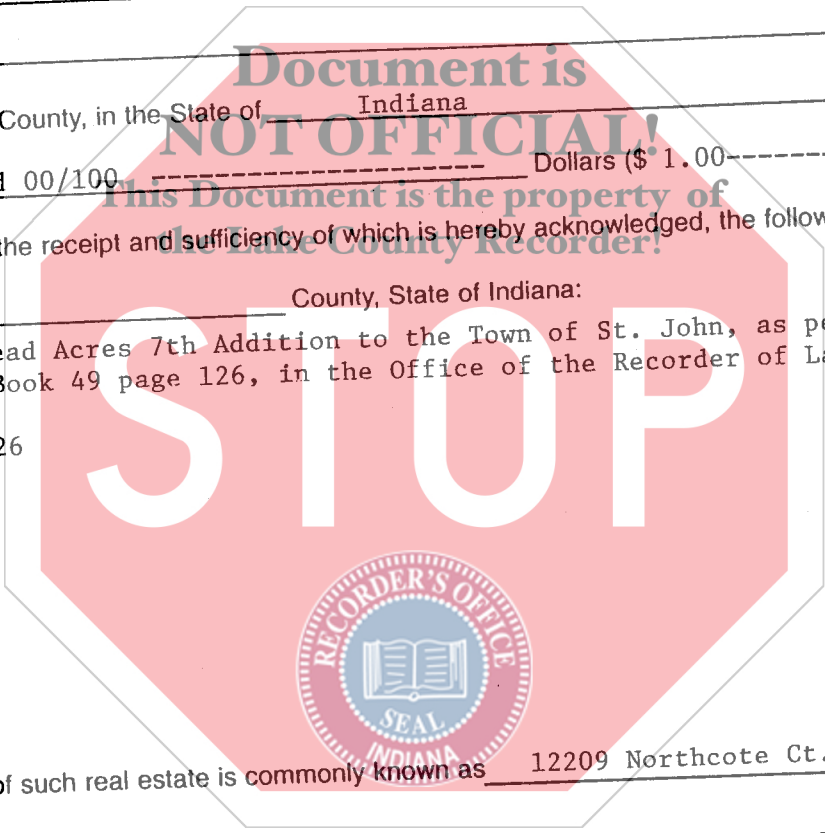 Document is
County, in the State of Indiana
NOT OFFICIAL!
00/100 ---------------------- Dollars ($ 1.00-------
This Document is the property of
the receipt and sufficiency of which is hereby acknowledged, the follow
the Lake County Recorder!
County, State of Indiana:
ead Acres 7th Addition to the Town of St. John, as pe
Book 49 page 126, in the Office of the Recorder of La
26
STOP
RECORDER'S OFFICE
SEAL
INDIANA
of such real estate is commonly known as 12209 Northcote Ct.